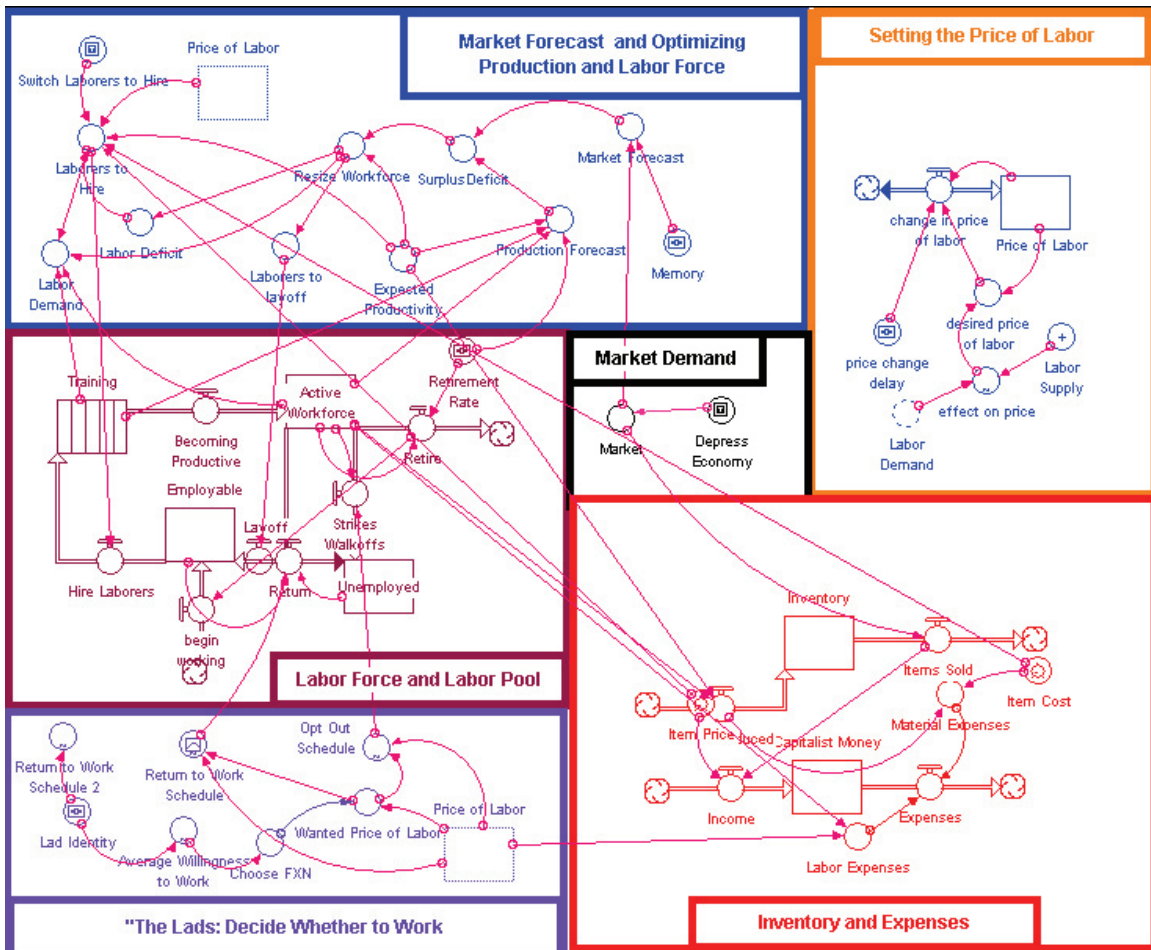 Market Forecast and Optimizing
Production and Labor Force
Price of Labor
Switch Laborers to Hire
Laborers to
Hire
Resize Workforce
Surplus Deficit
Market Forecast
Labor Deficit
Labor
Demand
Laborers to
layoff
Expected
Productivity
Production Forecast
Memory
Setting the Price of Labor
change in price
of labor
Price of Labor
price change
delay
desired price
of labor
Labor
Supply
effect on price
Labor
Demand
Training
Active
Workforce
Retirement
Rate
Becoming
Productive
Retire
Employable
Layoff
Strikes
Walkoffs
Hire Laborers
Return
Unemployed
begin
working
Labor Force and Labor Pool
Market Demand
Market
Depress
Economy
Inventory
Items Sold
Item Cost
Item Price
duced
Material Expenses
Capitalist Money
Income
Expenses
Labor Expenses
Inventory and Expenses
Opt Out
Schedule
Return to Work
Schedule 2
Return to Work
Schedule
Price of Labor
Wanted Price of Labor
Lad Identity
Average Willingness
to Work
Choose FXN
"The Lads: Decide Whether to Work